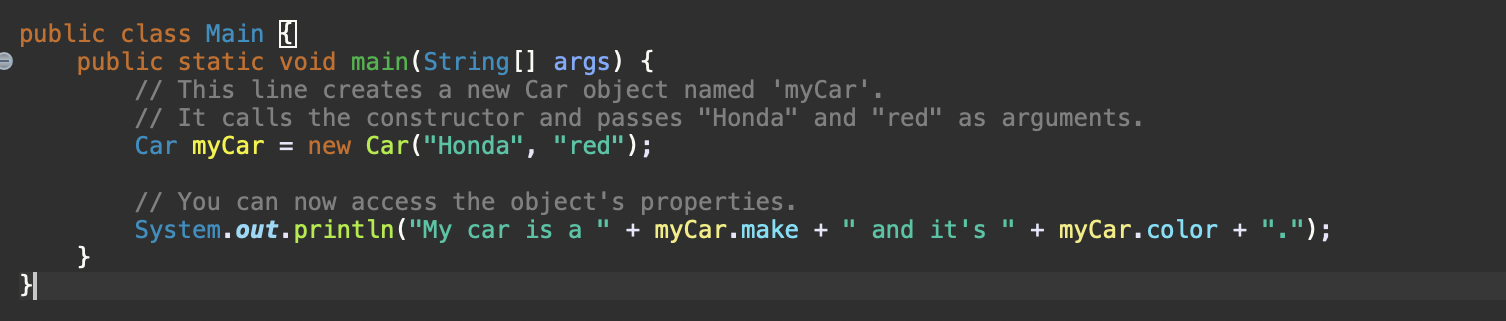 public class Main {
    public static void main(String[] args) {
        // This line creates a new Car object named 'myCar'.
        // It calls the constructor and passes "Honda" and "red" as arguments.
        Car myCar = new Car("Honda", "red");

        // You can now access the object's properties.
        System.out.println("My car is a " + myCar.make + " and it's " + myCar.color + ".");
    }
}